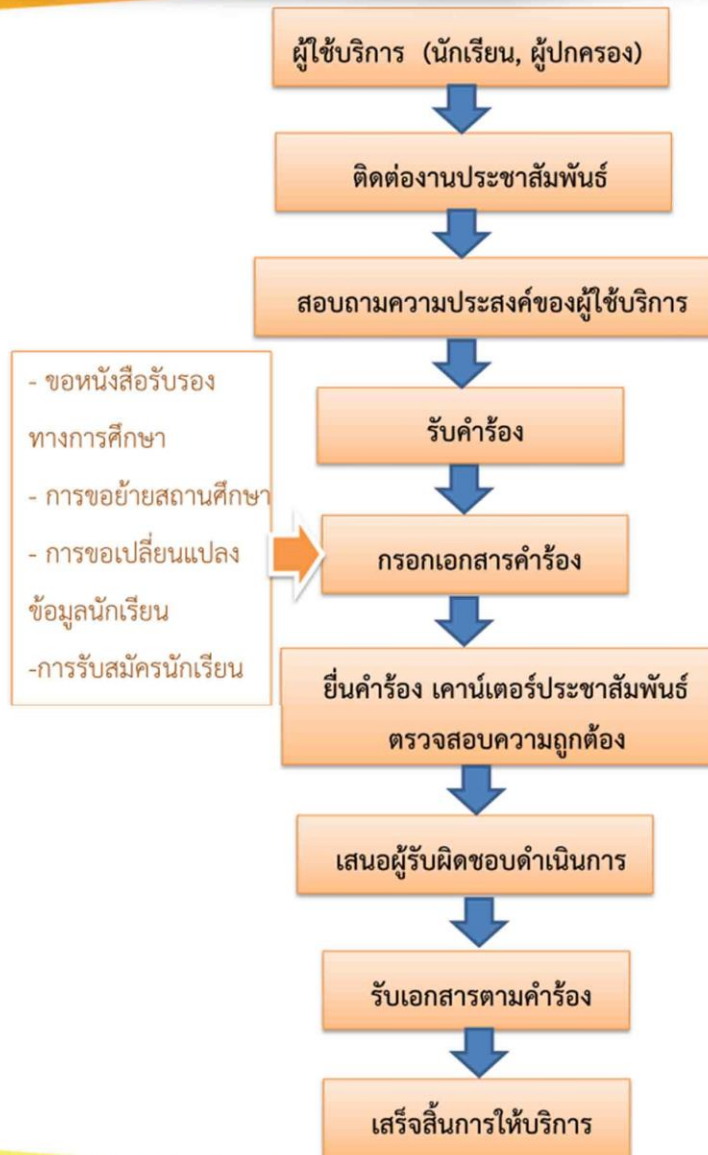 ผู้ใช้บริการ (นักเรียน, ผู้ปกครอง)
ติดต่องานประชาสัมพันธ์
สอบถามความประสงค์ของผู้ใช้บริการ
รับคำร้อง
- ขอหนังสือรับรอง
ทางการศึกษา
- การขอย้ายสถานศึกษา
- การขอเปลี่ยนแปลง
ข้อมูลนักเรียน
-การรับสมัครนักเรียน
กรอกเอกสารคำร้อง
ยื่นคำร้อง เคาน์เตอร์ประชาสัมพันธ์
ตรวจสอบความถูกต้อง
เสนอผู้รับผิดชอบดำเนินการ
รับเอกสารตามคำร้อง
เสร็จสิ้นการให้บริการ